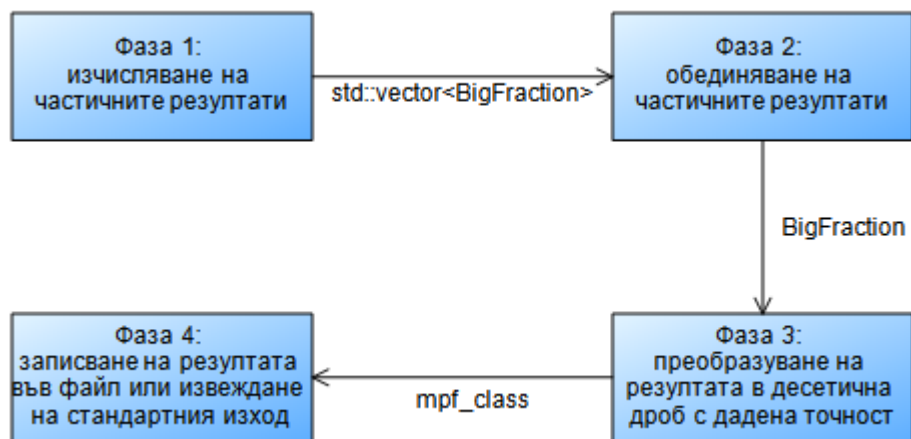 Фаза 1:
изчисляване на
частичните резултати
std::vector<BigFraction>
Фаза 2:
обединяване на
частичните резултати
BigFraction
Фаза 3:
преобразуване на
резултата в десетична
дроб с дадена точност
mpf_class
Фаза 4:
записване на резултата
във файл или извеждане
на стандартния изход